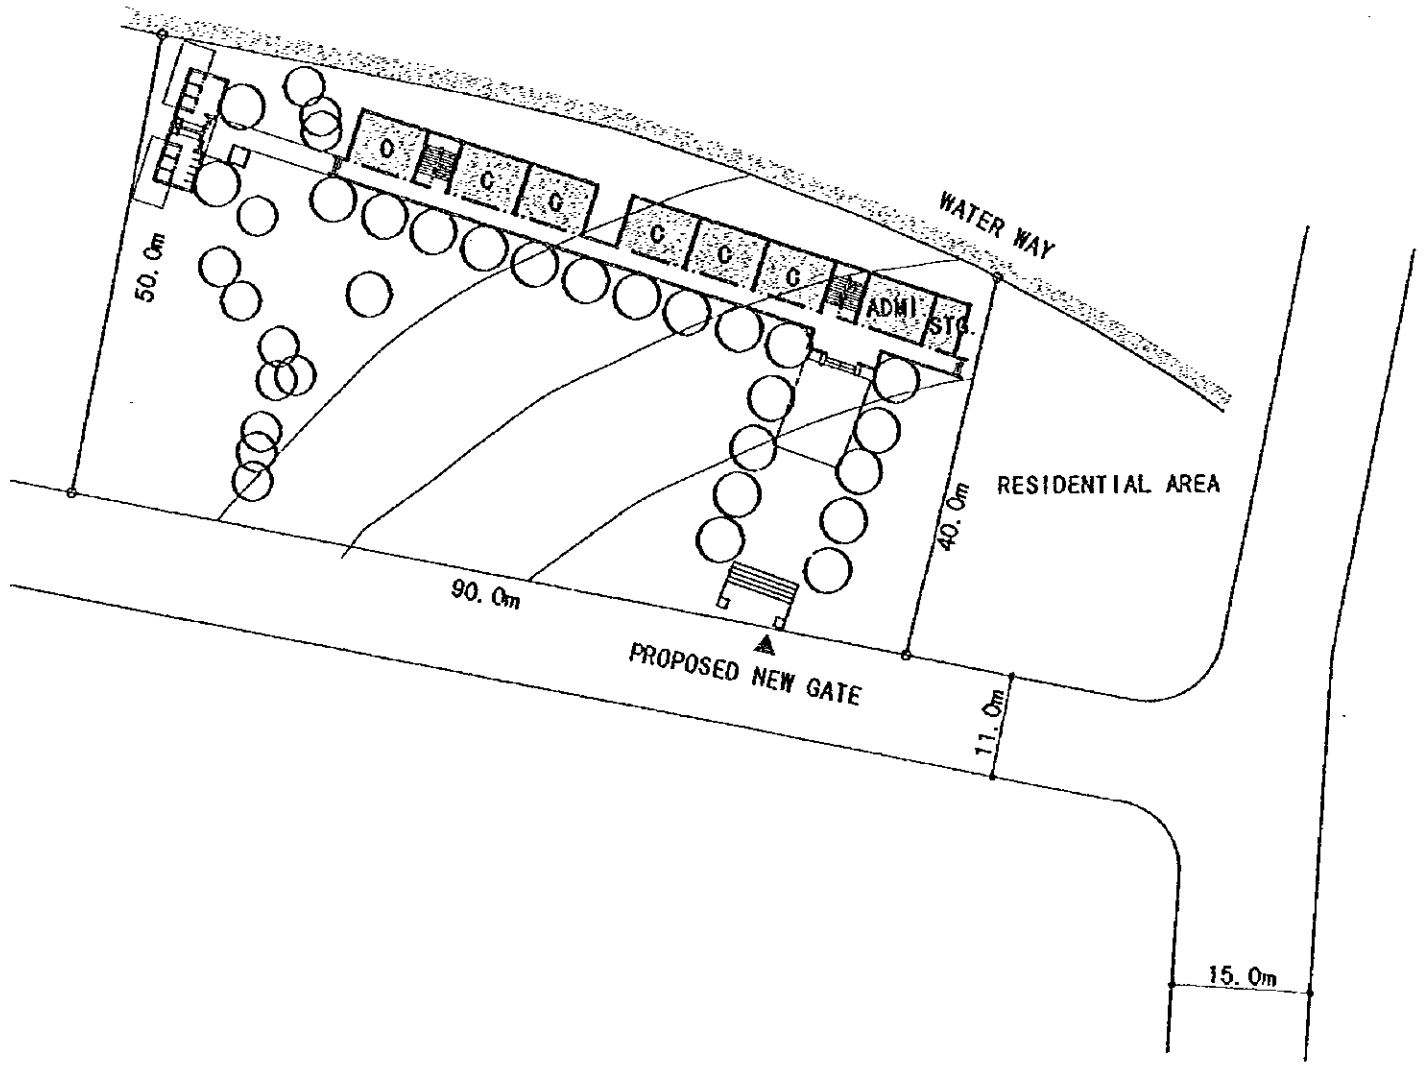 WATER WAY
C
C
C
C
C
C
ADMI
STG.
50.0m
RESIDENTIAL AREA
40.0m
90.0m
PROPOSED NEW GATE
11.0m
15.0m